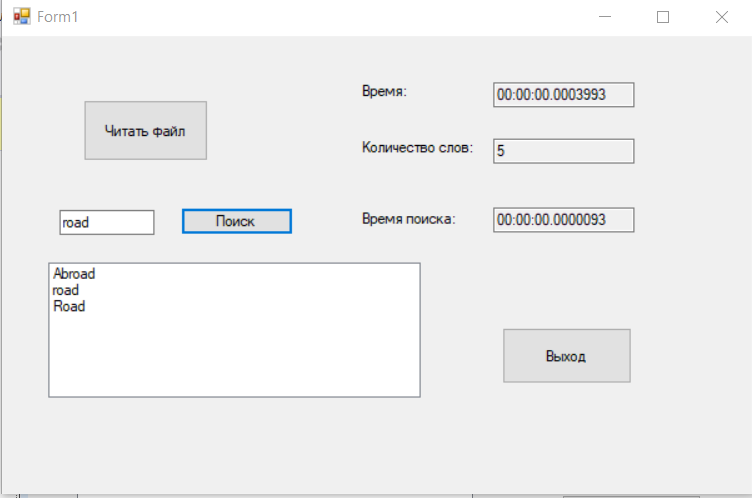 Form1
Время: 00:00:00.0003993
Читать файл
Количество слов: 5
road Поиск Время поиска: 00:00:00.0000093
Abroad
road
Road
Выход